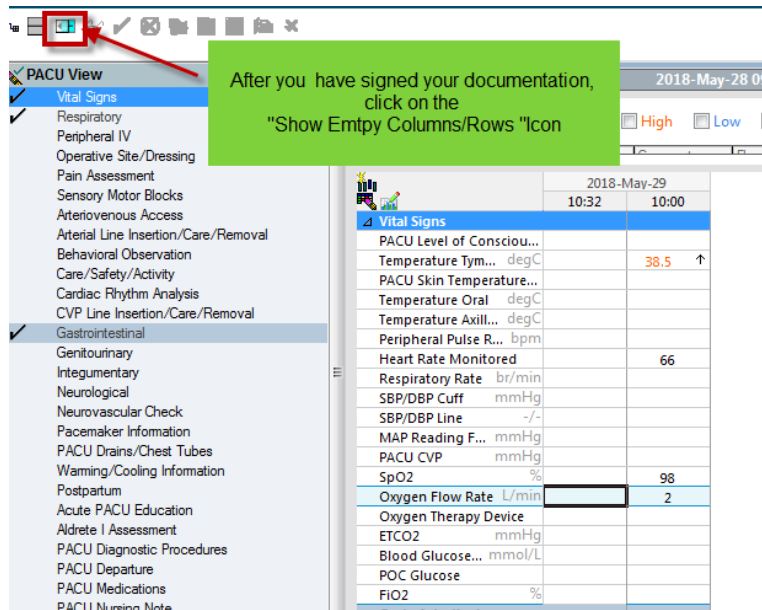 After you have signed your documentation,
click on the
"Show Emtpy Columns/Rows "Icon
PACU View
Vital Signs
Respiratory
Peripheral IV
Operative Site/Dressing
Pain Assessment
Sensory Motor Blocks
Arteriovenous Access
Arterial Line Insertion/Care/Removal
Behavioral Observation
Care/Safety/Activity
Cardiac Rhythm Analysis
CVP Line Insertion/Care/Removal
Gastrointestinal
Genitourinary
Integumentary
Neurological
Neurovascular Check
Pacemaker Information
PACU Drains/Chest Tubes
Warming/Cooling Information
Postpartum
Acute PACU Education
Aldrete I Assessment
PACU Diagnostic Procedures
PACU Departure
PACU Medications
PACU Nursing Note
2018-May-28 0
High Low
2018-May-29
10:32 10:00
Vital Signs
PACU Level of Consciou...
Temperature Tym... degC 38.5 ↑
PACU Skin Temperature...
Temperature Oral degC
Temperature Axill... degC
Peripheral Pulse R... bpm
Heart Rate Monitored 66
Respiratory Rate br/min
SBP/DBP Cuff mmHg
SBP/DBP Line -/-
MAP Reading F... mmHg
PACU CVP mmHg
SpO2 % 98
Oxygen Flow Rate L/min 2
Oxygen Therapy Device
ETCO2 mmHg
Blood Glucose... mmol/L
POC Glucose
FiO2 %